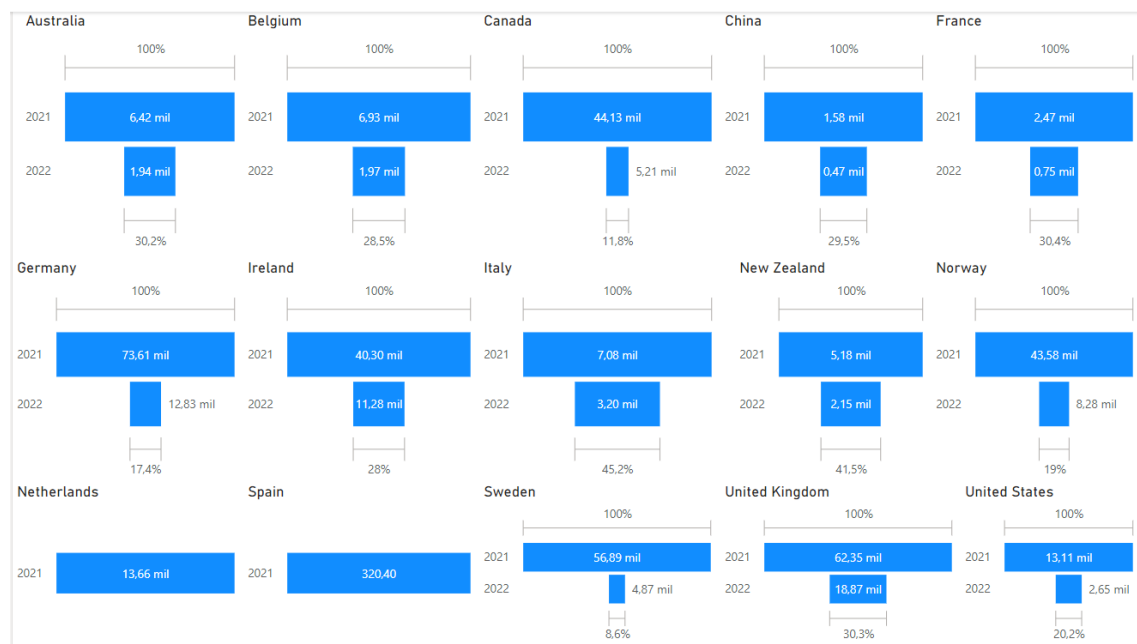 Australia
100%
2021 6,42 mil
2022 1,94 mil
30,2%
Belgium
100%
2021 6,93 mil
2022 1,97 mil
28,5%
Canada
100%
2021 44,13 mil
2022 5,21 mil
11,8%
China
100%
2021 1,58 mil
2022 0,47 mil
29,5%
France
100%
2021 2,47 mil
2022 0,75 mil
30,4%
Germany
100%
2021 73,61 mil
2022 12,83 mil
17,4%
Ireland
100%
2021 40,30 mil
2022 11,28 mil
28%
Italy
100%
2021 7,08 mil
2022 3,20 mil
45,2%
New Zealand
100%
2021 5,18 mil
2022 2,15 mil
41,5%
Norway
100%
2021 43,58 mil
2022 8,28 mil
19%
Netherlands
2021 13,66 mil
Spain
2021 320,40
Sweden
100%
2021 56,89 mil
2022 4,87 mil
8,6%
United Kingdom
100%
2021 62,35 mil
2022 18,87 mil
30,3%
United States
100%
2021 13,11 mil
2022 2,65 mil
20,2%